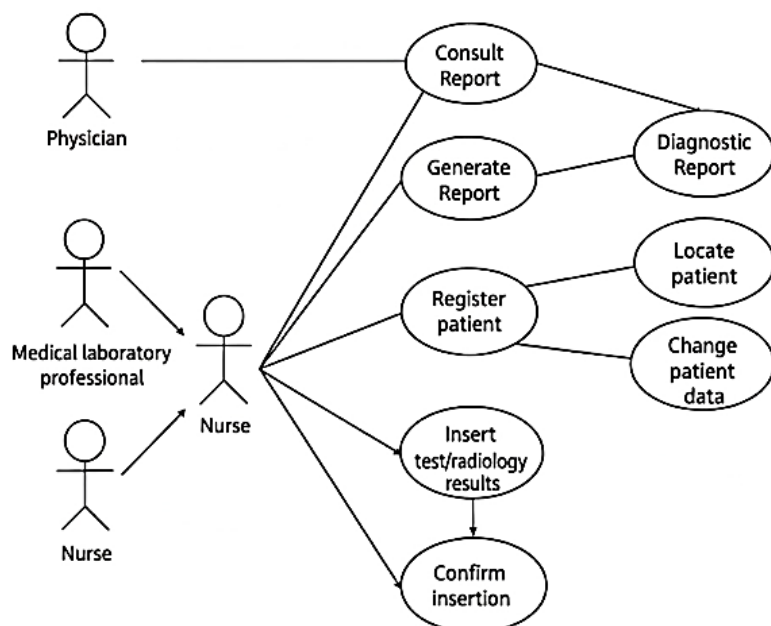 Physician
Consult
Report
Generate
Report
Diagnostic
Report
Medical laboratory
professional
Nurse
Nurse
Register
patient
Locate
patient
Change
patient
data
Insert
test/radiology
results
Confirm
insertion